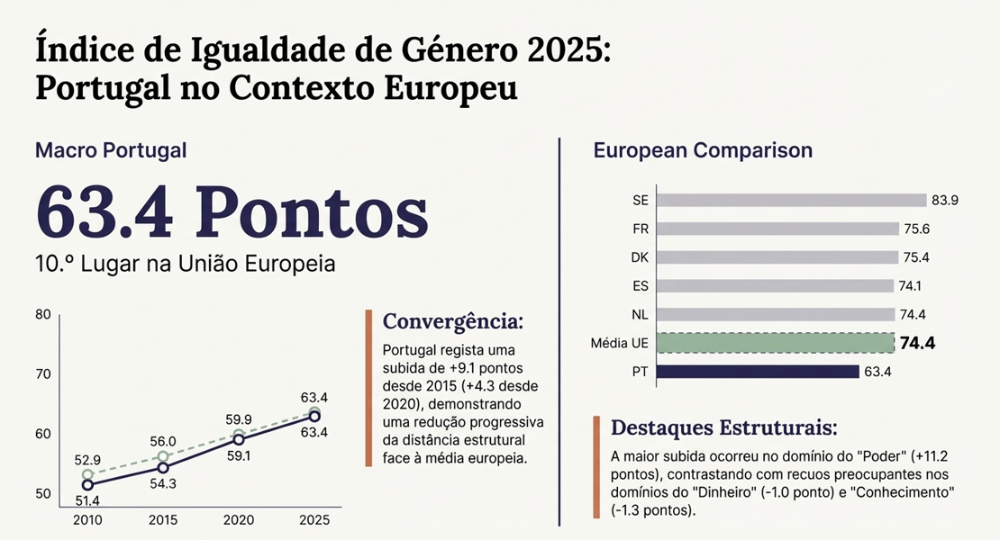 Índice de Igualdade de Género 2025:
Portugal no Contexto Europeu
Macro Portugal
63.4 Pontos
10.º Lugar na União Europeia
80
70
60
50
52.9
51.4
56.0
54.3
59.9
59.1
63.4
63.4
2010
2015
2020
2025
Convergência:
Portugal regista uma
subida de +9.1 pontos
desde 2015 (+4.3 desde
2020), demonstrando
uma redução progressiva
da distância estrutural
face à média europeia.
European Comparison
SE 83.9
FR 75.6
DK 75.4
ES 74.1
NL 74.4
Média UE 74.4
PT 63.4
Destaques Estruturais:
A maior subida ocorreu no domínio do "Poder" (+11.2
pontos), contrastando com recuos preocupantes nos
domínios do "Dinheiro" (-1.0 ponto) e "Conhecimento"
(-1.3 pontos).